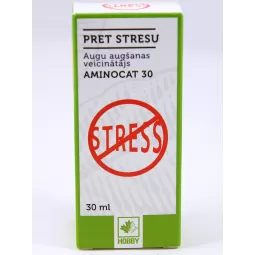 PRET STRESU
Augu augšanas
veicinātājs
AMINOCAT 30
STRESS
30 ml
HOBBY